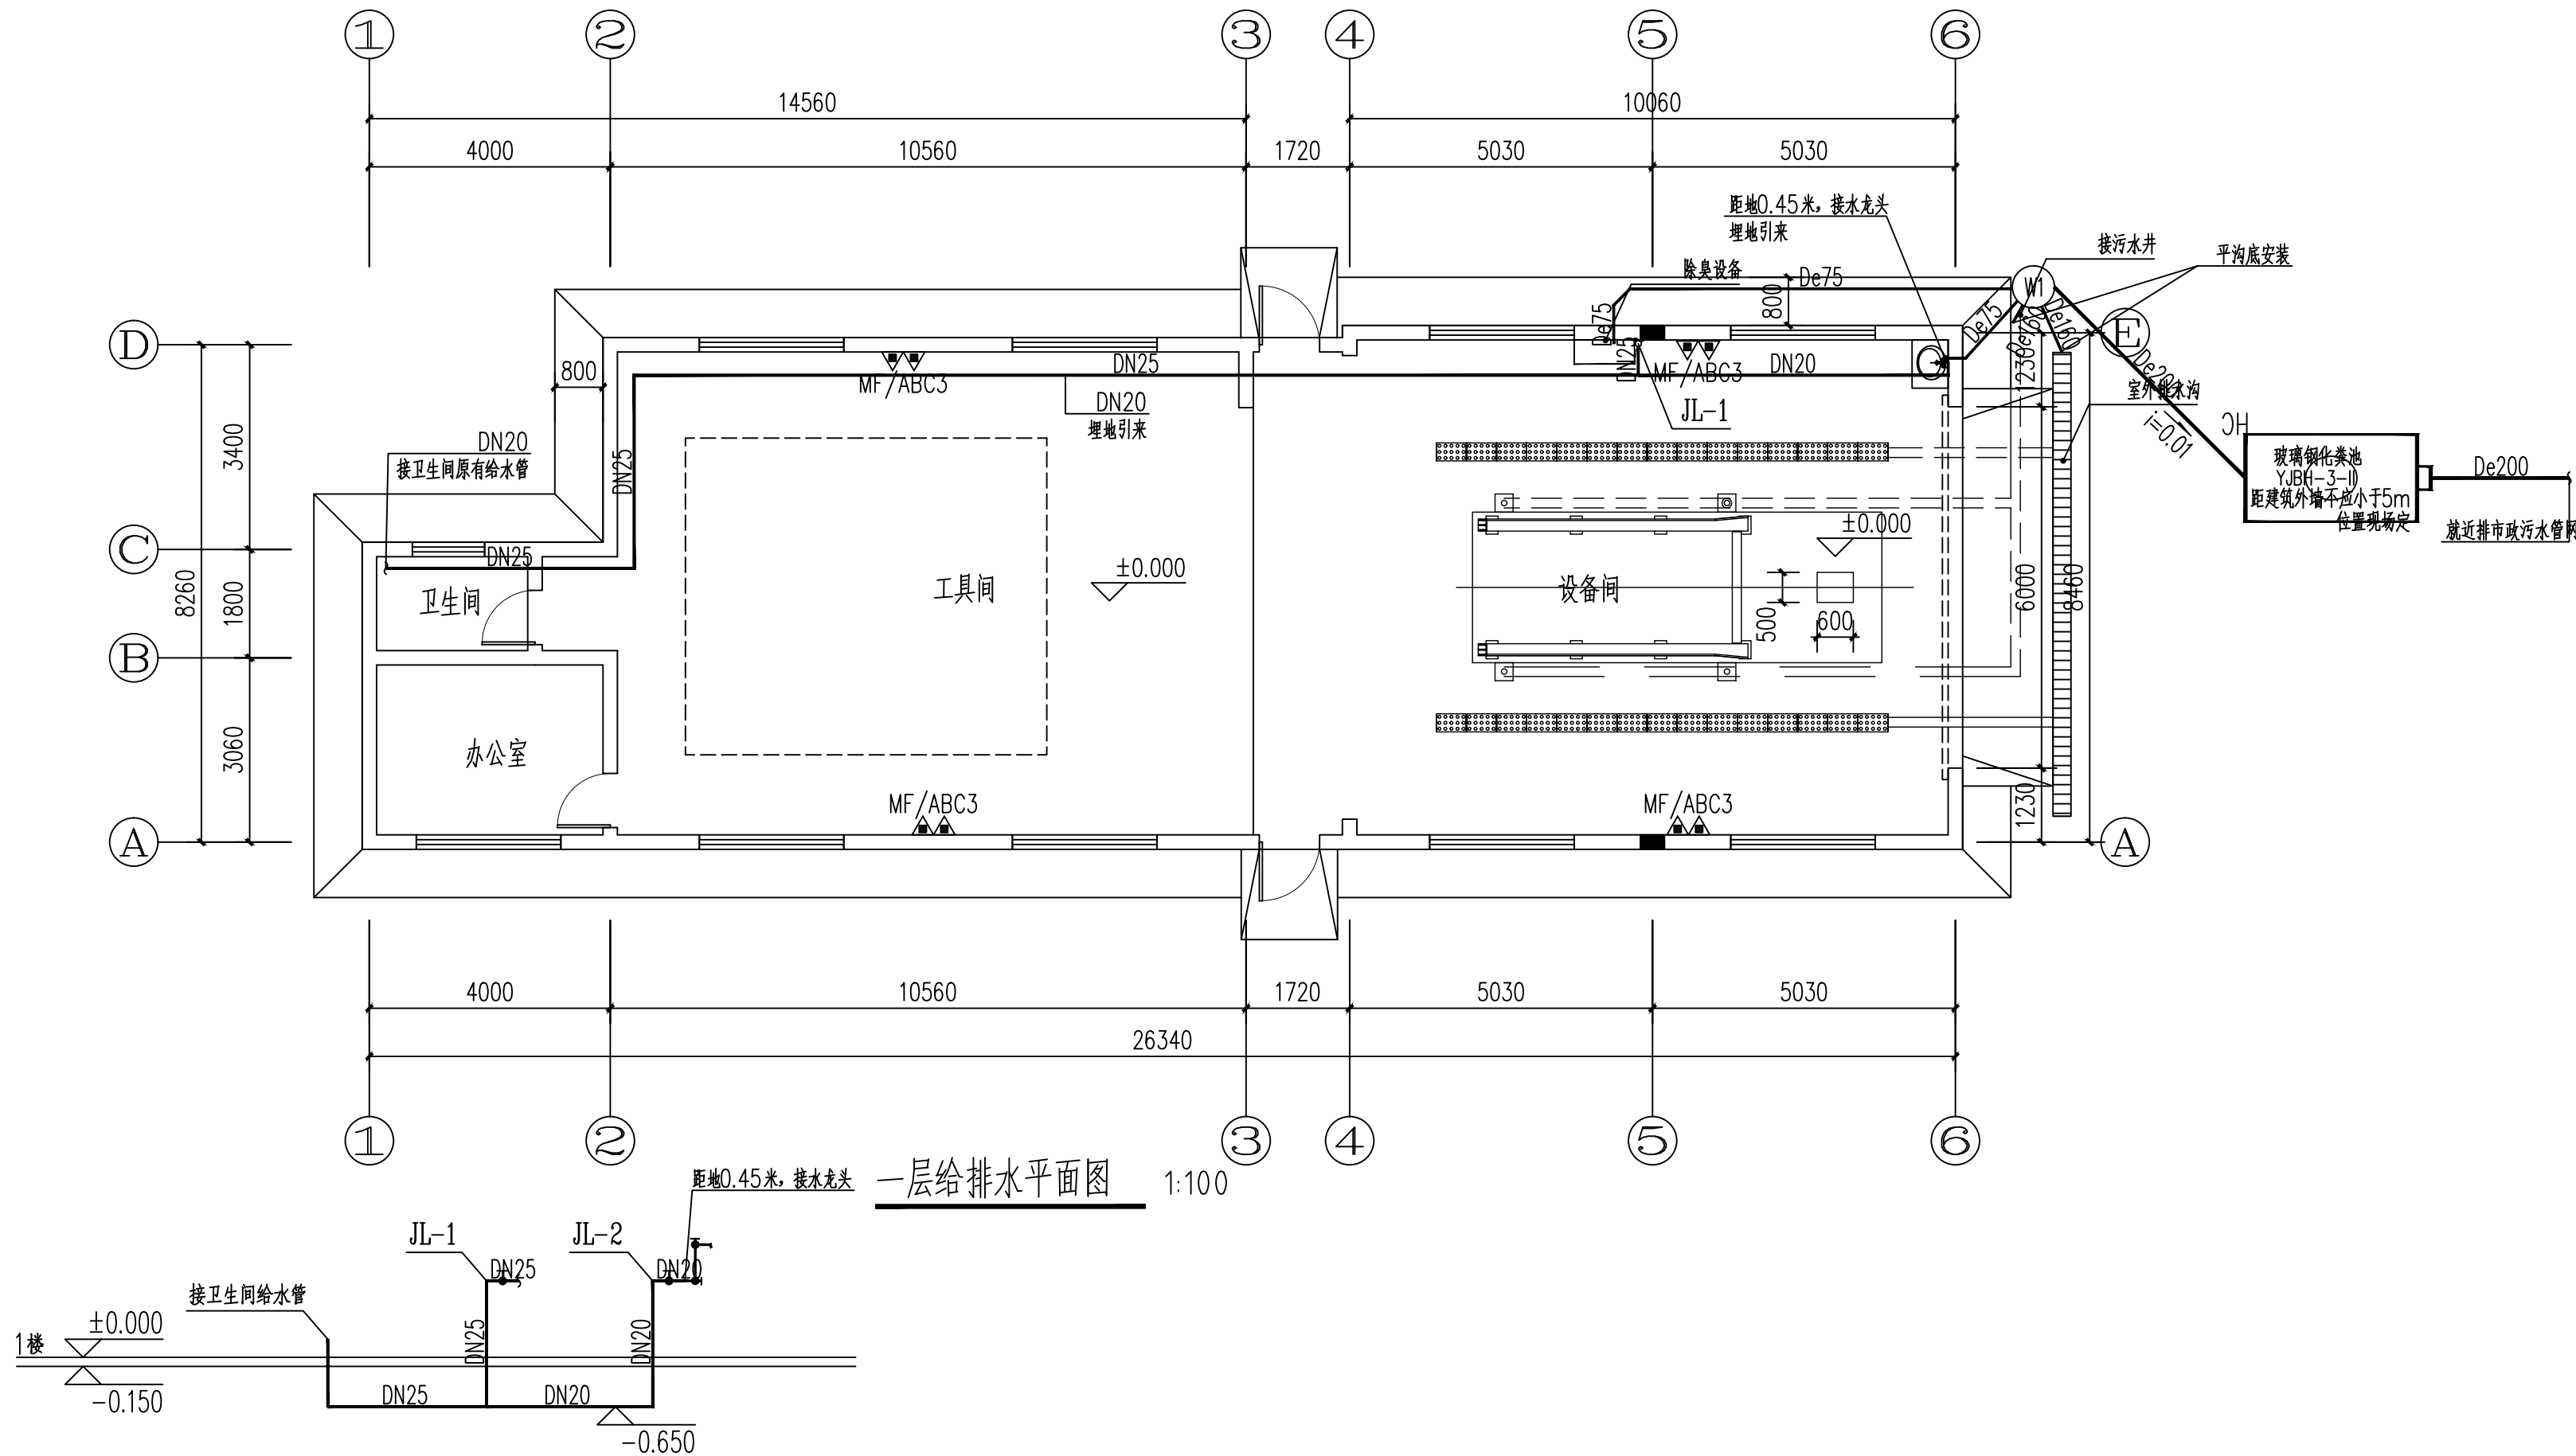 1 2 3 4 5 6
14560 10060
4000 10560 1720 5030 5030
距地0.45米，接水龙头
埋地引来
接污水井
平沟底安装
除臭设备
De75
800
W1
De75
De75
De160
De160
E
D
800
DN25
MF/ABC3
DN25
MF/ABC3
DN20
1230
De200
室外排水沟
DN20
埋地引来
JL-1
i=0.01
HC
DN20
接卫生间原有给水管
3400
DN25
玻璃钢化粪池
YJBH-3-II
距建筑外墙不应小于5m
位置现场定
De200
就近排市政污水管网
C
DN25
±0.000
±0.000
8260
1800
卫生间
工具间
设备间
500
600
6000
8460
B
3060
办公室
MF/ABC3
MF/ABC3
1230
A
A
4000 10560 1720 5030 5030
26340
1 2 3 4 5 6
一层给排水平面图 1:100
距地0.45米，接水龙头
JL-1
JL-2
DN25
DN20
接卫生间给水管
±0.000
1楼
DN25
DN20
-0.150
DN25
DN20
-0.650